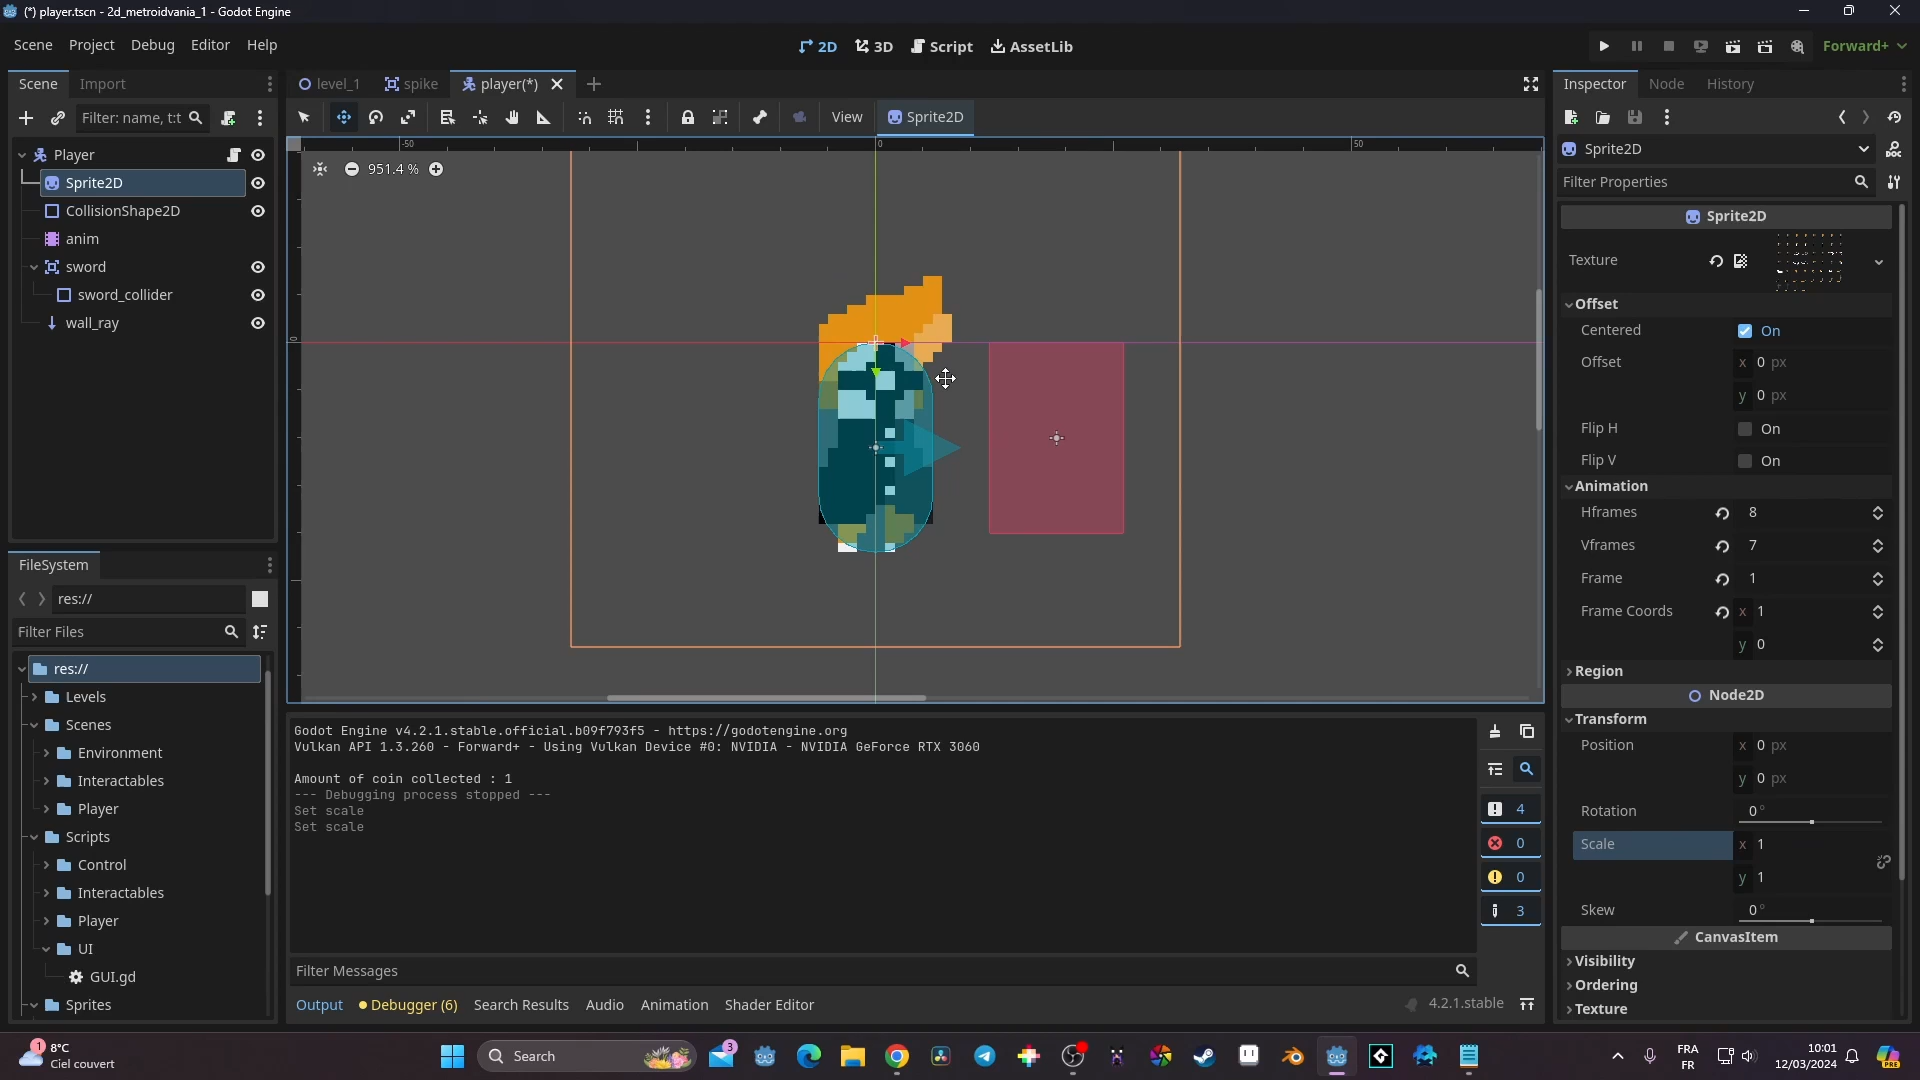 (*) player.tscn - 2d_metroidvania_1 - Godot Engine
Scene Project Debug Editor Help
2D 3D Script AssetLib
Forward+
Scene Import
level_1 spike player(*)
Inspector Node History
Filter: name, t:t
View Sprite2D
Sprite2D
Filter Properties
Player
Sprite2D
CollisionShape2D
anim
sword
sword_collider
wall_ray
-50 0 50
951.4 %
0
Sprite2D
Texture
Offset
Centered On
Offset x 0 px
y 0 px
Flip H On
Flip V On
Animation
Hframes 8
Vframes 7
Frame 1
Frame Coords x 1
y 0
Region
Node2D
Transform
Position x 0 px
y 0 px
Rotation 0 °
Scale x 1
y 1
Skew 0 °
CanvasItem
Visibility
Ordering
Texture
FileSystem
res://
Filter Files
res://
Levels
Scenes
Environment
Interactables
Player
Scripts
Control
Interactables
Player
UI
GUI.gd
Sprites
Godot Engine v4.2.1.stable.official.b09f793f5 - https://godotengine.org
Vulkan API 1.3.260 - Forward+ - Using Vulkan Device #0: NVIDIA - NVIDIA GeForce RTX 3060
Amount of coin collected : 1
--- Debugging process stopped ---
Set scale
Set scale
4
0
0
3
Filter Messages
Output Debugger (6) Search Results Audio Animation Shader Editor
4.2.1.stable
1
8°C
Ciel couvert
Search
3
FRA
FR
10:01
12/03/2024
PRE